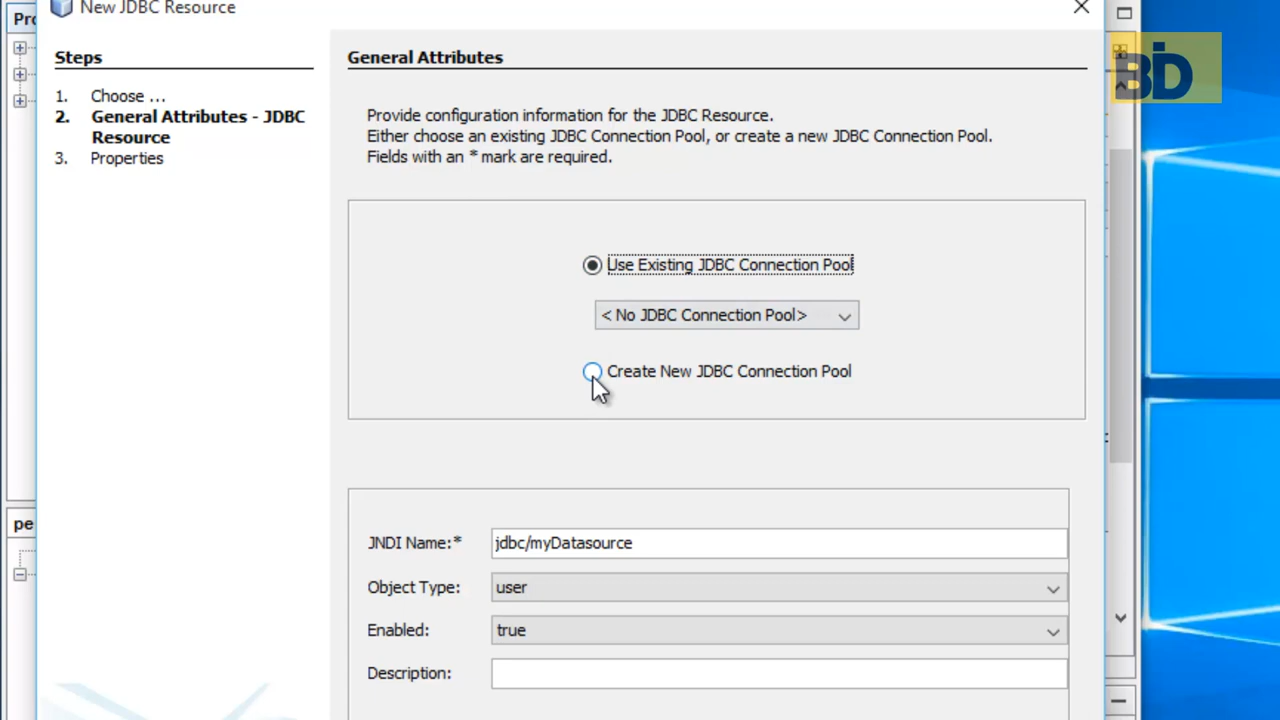 New JDBC Resource
Pro
Steps
1. Choose ...
2. General Attributes - JDBC
Resource
3. Properties
General Attributes
Provide configuration information for the JDBC Resource.
Either choose an existing JDBC Connection Pool, or create a new JDBC Connection Pool.
Fields with an * mark are required.
Use Existing JDBC Connection Pool
< No JDBC Connection Pool>
Create New JDBC Connection Pool
pe
JNDI Name:* jdbc/myDatasource
Object Type: user
Enabled: true
Description: